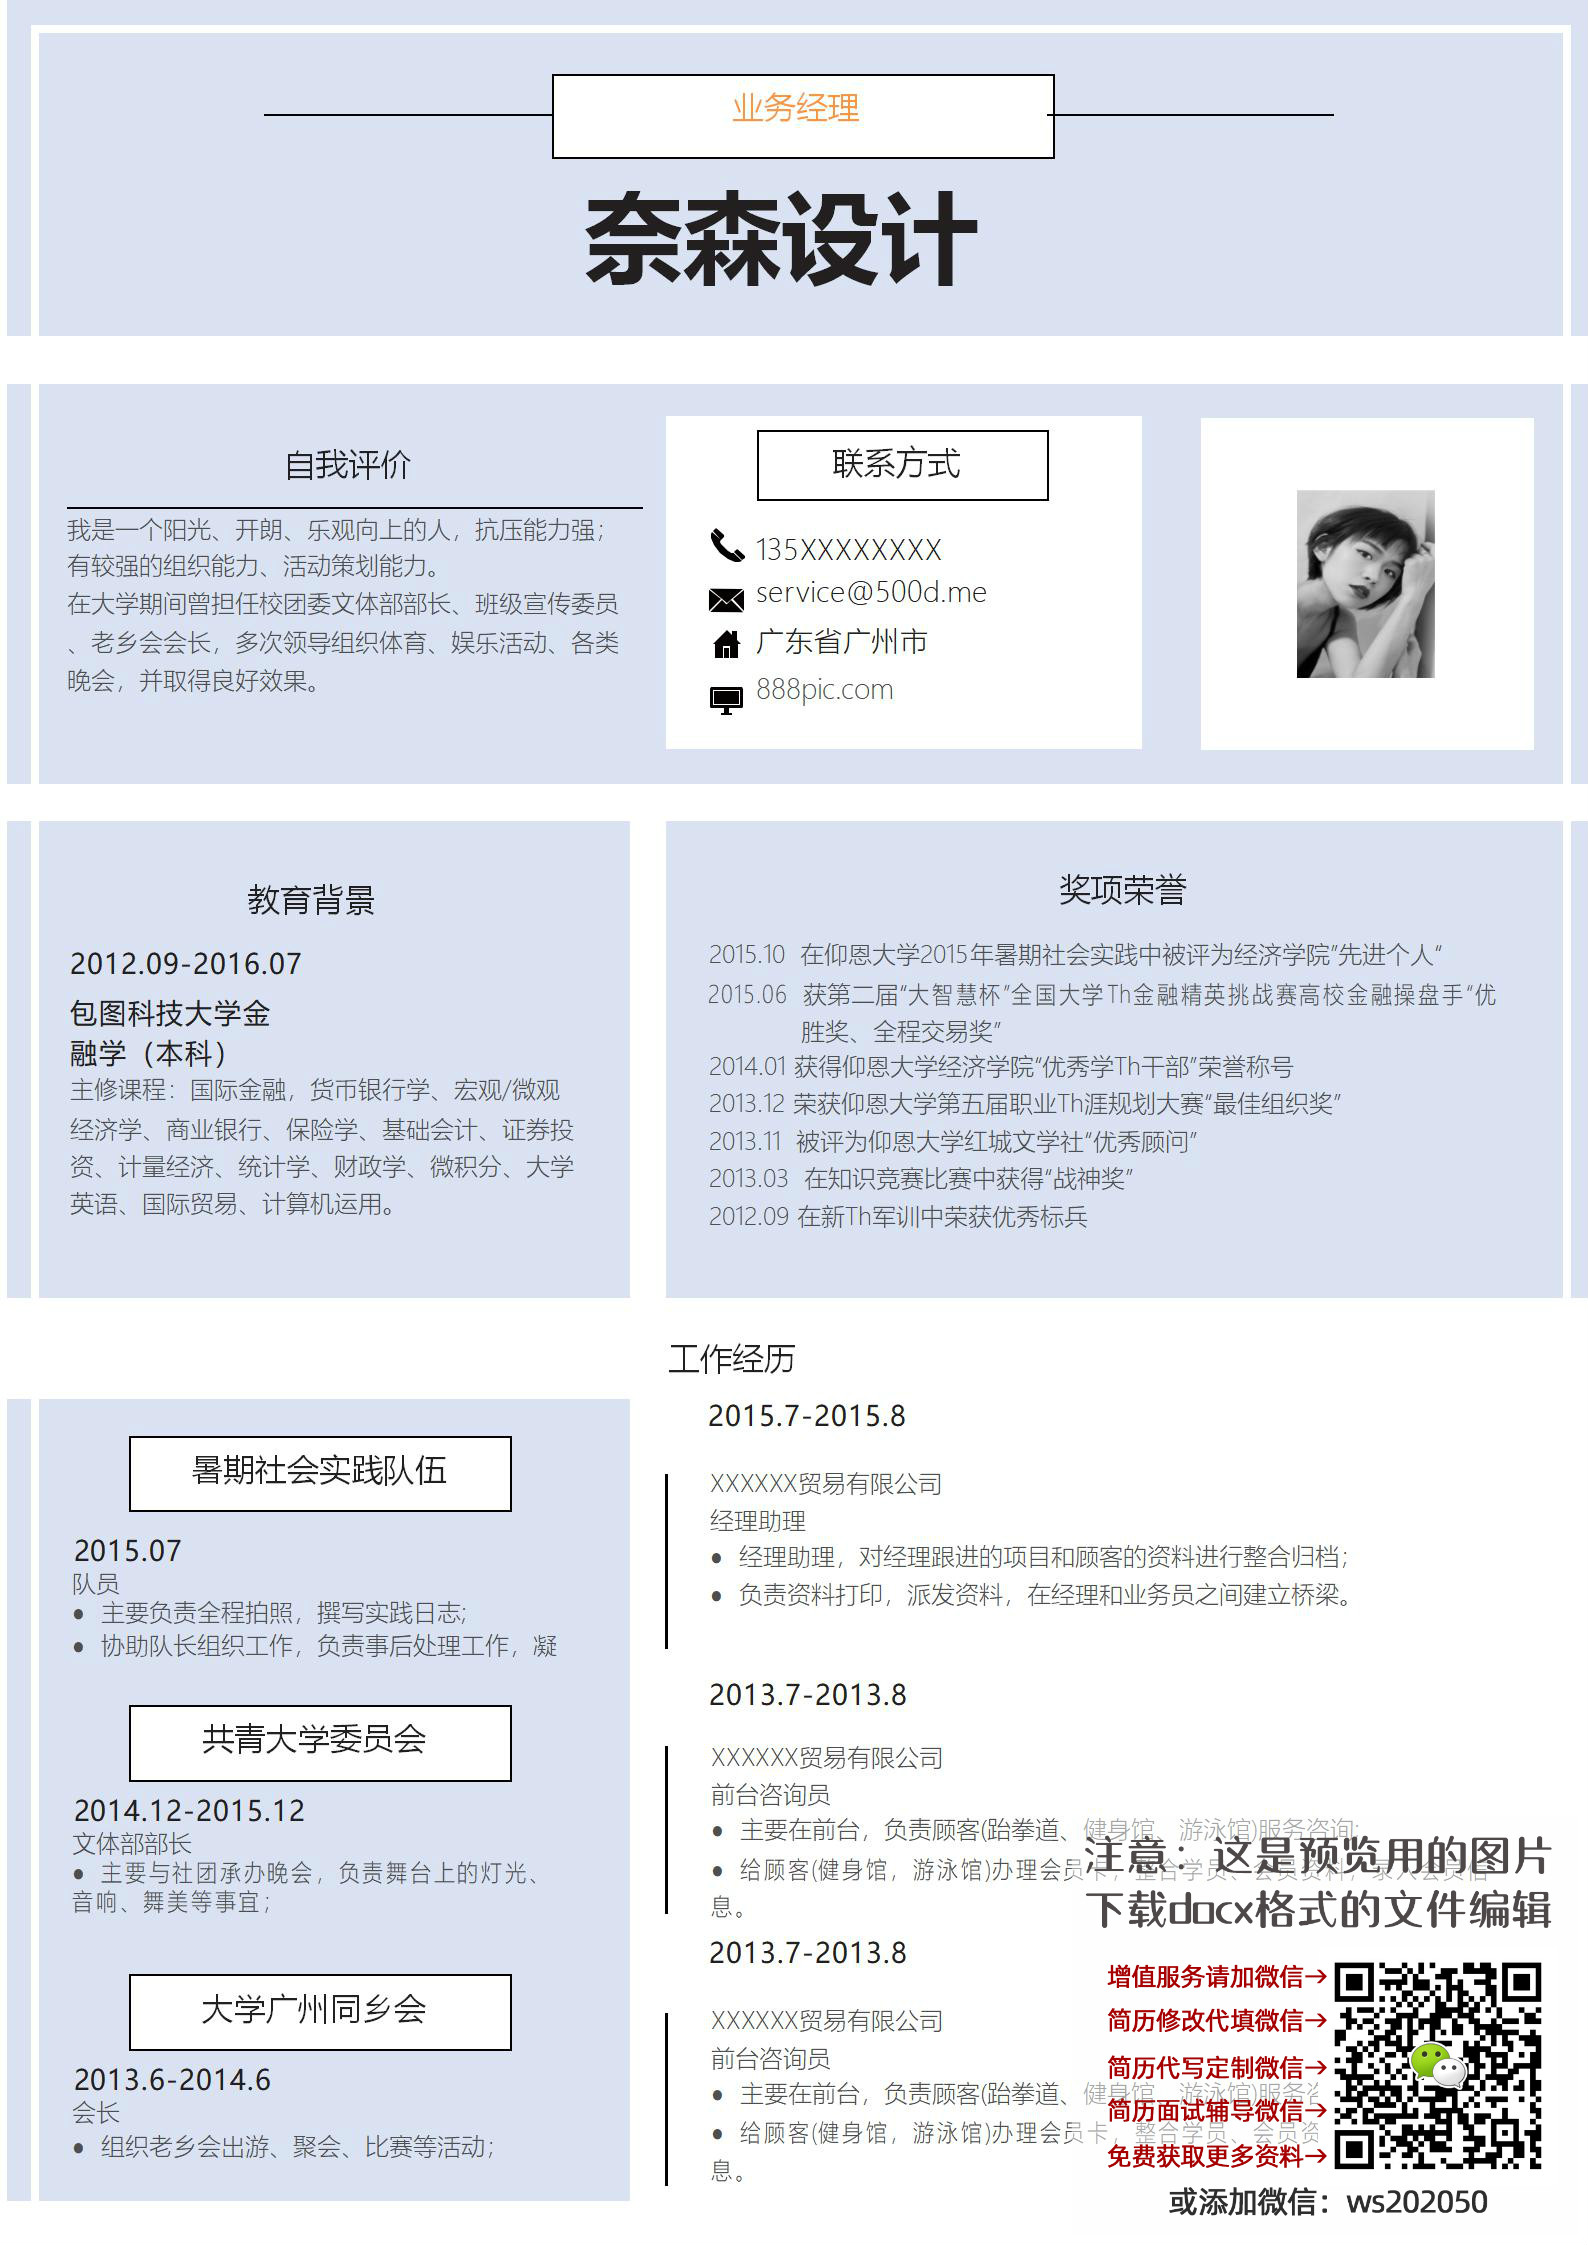 业务经理
奈森设计
自我评价
我是一个阳光、开朗、乐观向上的人，抗压能力强；
有较强的组织能力、活动策划能力。
在大学期间曾担任校团委文体部部长、班级宣传委员
、老乡会会长，多次领导组织体育、娱乐活动、各类
晚会，并取得良好效果。
联系方式
135XXXXXXXX
service@500d.me
广东省广州市
888pic.com
教育背景
2012.09-2016.07
包图科技大学金
融学（本科）
主修课程：国际金融，货币银行学、宏观/微观
经济学、商业银行、保险学、基础会计、证券投
资、计量经济、统计学、财政学、微积分、大学
英语、国际贸易、计算机运用。
奖项荣誉
2015.10 在仰恩大学2015年暑期社会实践中被评为经济学院”先进个人“
2015.06 获第二届“大智慧杯”全国大学Th金融精英挑战赛高校金融操盘手“优
胜奖、全程交易奖”
2014.01 获得仰恩大学经济学院“优秀学Th干部”荣誉称号
2013.12 荣获仰恩大学第五届职业Th涯规划大赛“最佳组织奖”
2013.11 被评为仰恩大学红城文学社“优秀顾问”
2013.03 在知识竞赛比赛中获得“战神奖”
2012.09 在新Th军训中荣获优秀标兵
暑期社会实践队伍
2015.07
队员
● 主要负责全程拍照，撰写实践日志;
● 协助队长组织工作，负责事后处理工作，凝
共青大学委员会
2014.12-2015.12
文体部部长
● 主要与社团承办晚会，负责舞台上的灯光、
音响、舞美等事宜；
大学广州同乡会
2013.6-2014.6
会长
● 组织老乡会出游、聚会、比赛等活动；
工作经历
2015.7-2015.8
XXXXXX贸易有限公司
经理助理
● 经理助理，对经理跟进的项目和顾客的资料进行整合归档；
● 负责资料打印，派发资料，在经理和业务员之间建立桥梁。
2013.7-2013.8
XXXXXX贸易有限公司
前台咨询员
● 主要在前台，负责顾客(跆拳道、健身馆、游泳馆)服务咨询;
● 给顾客(健身馆，游泳馆)办理会员卡，整合学员、会员资料，录入会员信
息。
2013.7-2013.8
XXXXXX贸易有限公司
前台咨询员
● 主要在前台，负责顾客(跆拳道、健身馆、游泳馆)服务咨
● 给顾客(健身馆，游泳馆)办理会员卡，整合学员、会员资
息。
注意：这是预览用的图片
下载docx格式的文件编辑
增值服务请加微信→
简历修改代填微信→
简历代写定制微信→
简历面试辅导微信→
免费获取更多资料→
或添加微信：ws202050